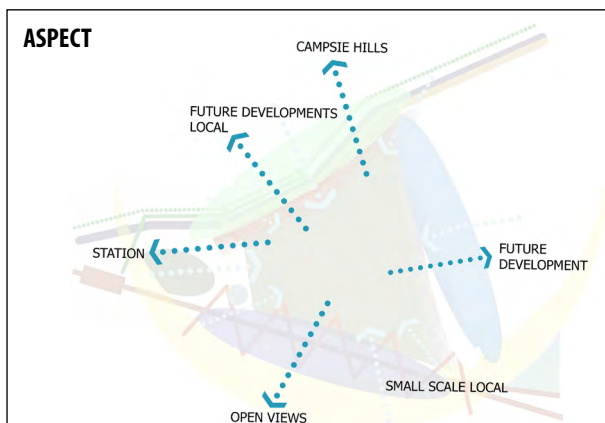 ASPECT
CAMPSIE HILLS
FUTURE DEVELOPMENTS
LOCAL
STATION
FUTURE
DEVELOPMENT
SMALL SCALE LOCAL
OPEN VIEWS